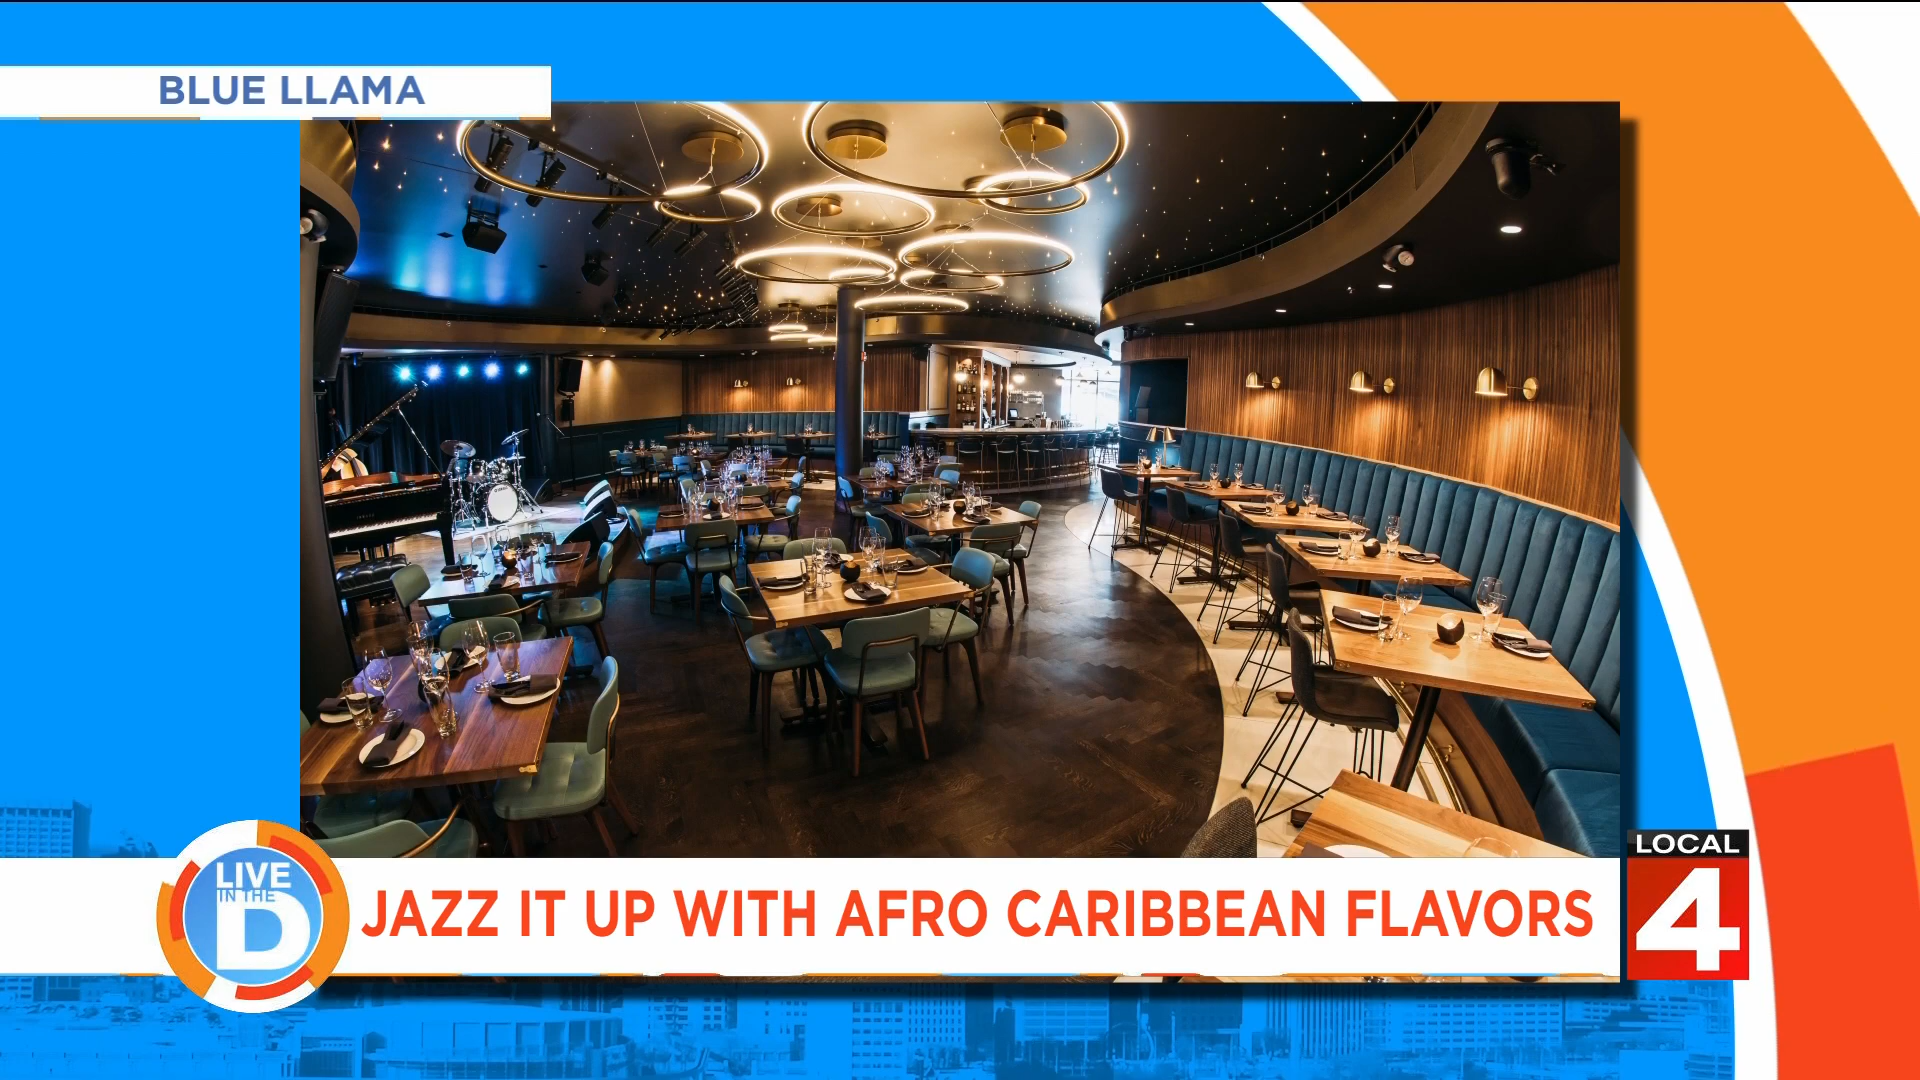 BLUE LLAMA
LIVE
IN THE
D
JAZZ IT UP WITH AFRO CARIBBEAN FLAVORS
LOCAL
4